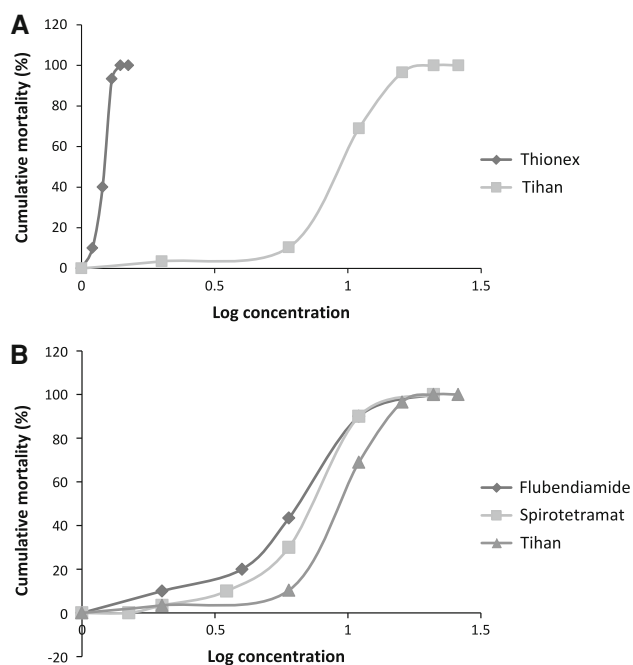 A
Cumulative mortality (%)
120
100
80
60
40
20
0
0
0.5
1
1.5
Log concentration
Thionex
Tihan
B
Cumulative mortality (%)
120
100
80
60
40
20
0
-20
0
0.5
1
1.5
Log concentration
Flubendiamide
Spirotetramat
Tihan